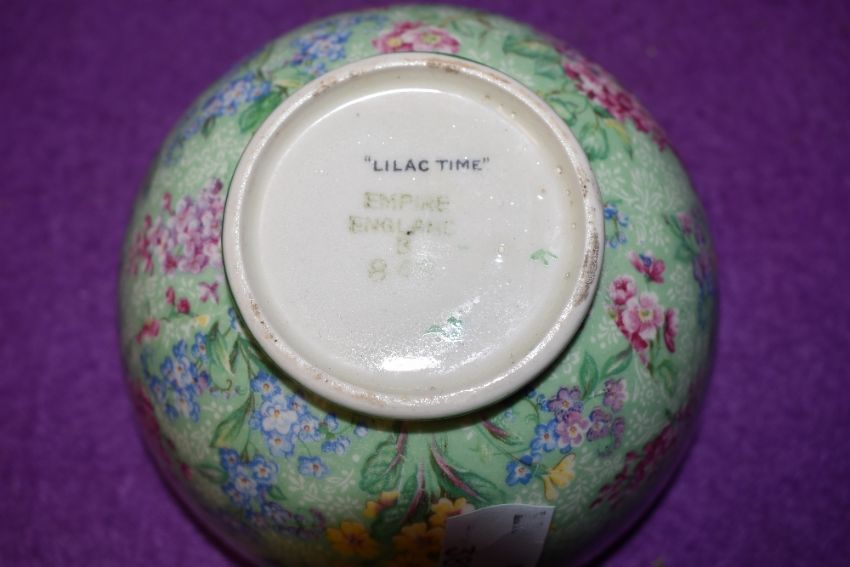 "LILAC TIME"
EMPIRE
ENGLAND